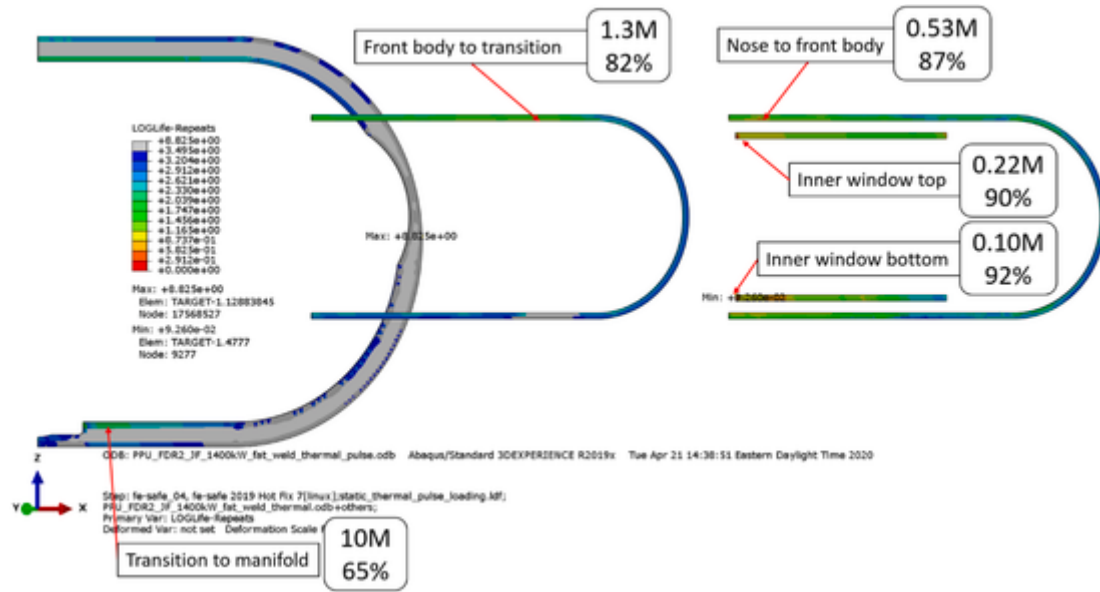 Front body to transition
1.3M
82%
Nose to front body
0.53M
87%
LOGLife-Repeats
+8.825e+00
+3.495e+00
+3.204e+00
+2.912e+00
+2.621e+00
+2.330e+00
+2.039e+00
+1.747e+00
+1.456e+00
+1.165e+00
+8.737e-01
+5.825e-01
+2.912e-01
+0.000e+00
Max: +8.825e+00
Elem: TARGET-1.12883845
Node: 17568527
Min: +9.260e-02
Elem: TARGET-1.4777
Node: 9277
Max: +8.825e+00
Inner window top
0.22M
90%
Inner window bottom
0.10M
92%
Min: +9.260e-02
Z
Y
X
ODB: PPU_FDR2_JF_1400kW_fat_weld_thermal_pulse.odb Abaqus/Standard 3DEXPERIENCE R2019x Tue Apr 21 14:38:51 Eastern Daylight Time 2020
Step: fe-safe_04, fe-safe 2019 Hot Fix 7[linux];static_thermal_pulse_loading.ldf;
PPU_FDR2_JF_1400kW_fat_weld_thermal.odb+others;
Primary Var: LOGLife-Repeats
Deformed Var: not set Deformation Scale
Transition to manifold
10M
65%